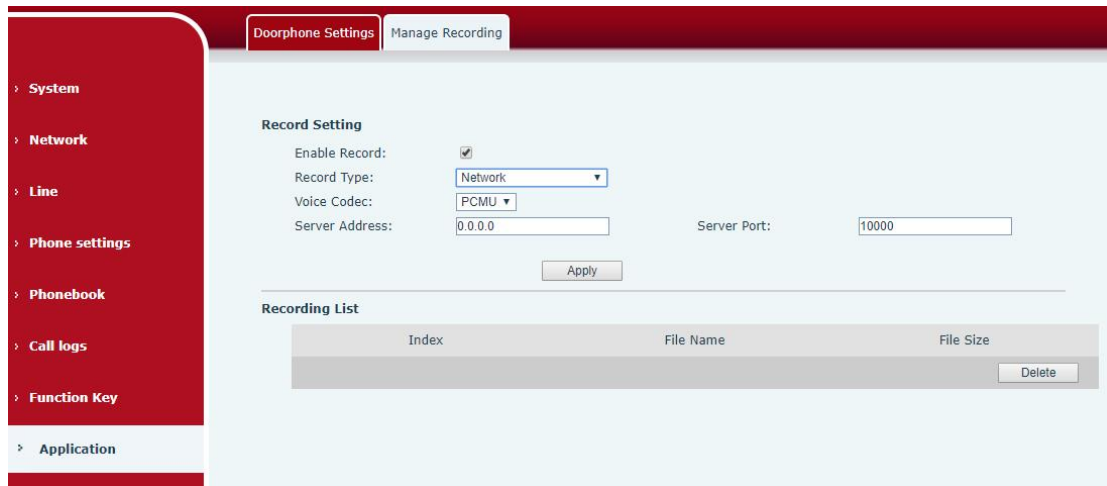 Doorphone Settings Manage Recording
System
Network
Line
Phone settings
Phonebook
Call logs
Function Key
Application
Record Setting
Enable Record:
Record Type: Network
Voice Codec: PCMU
Server Address: 0.0.0.0 Server Port: 10000
Apply
Recording List
Index File Name File Size
Delete